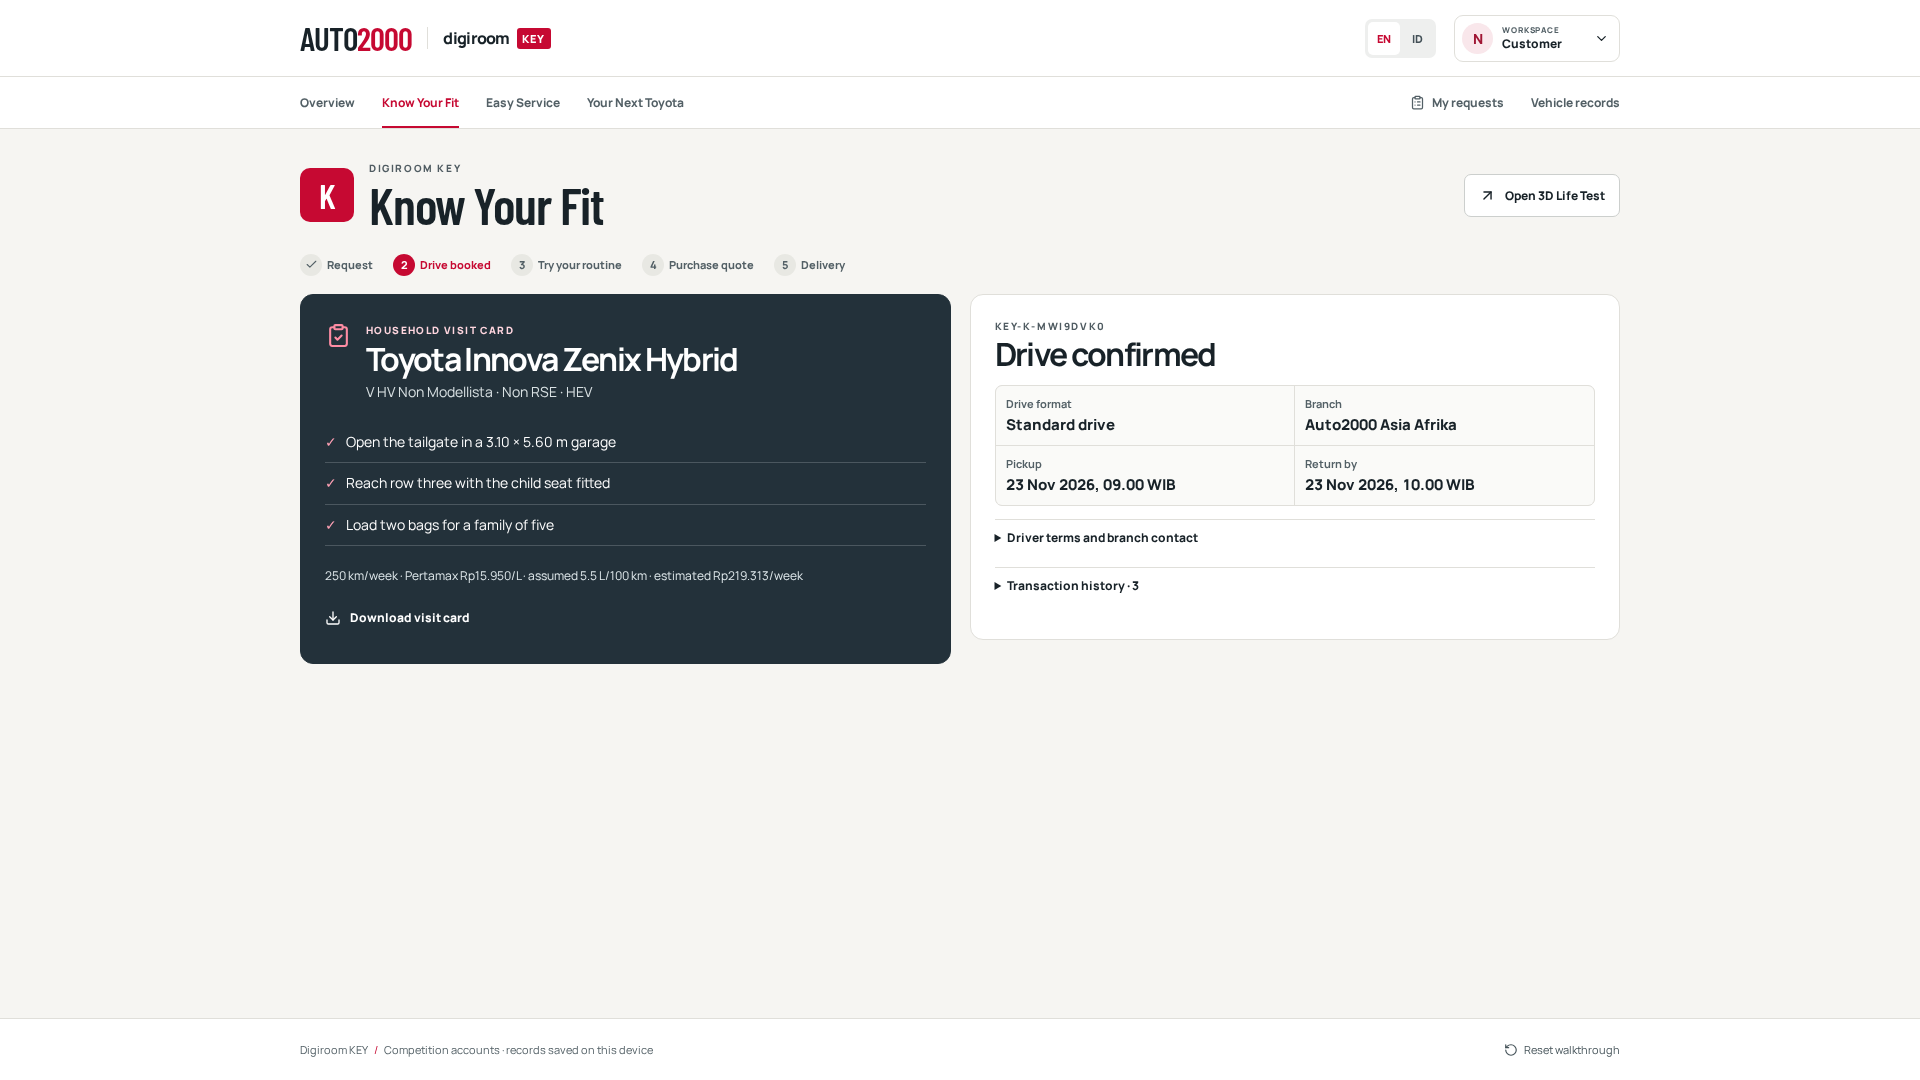 AUTO2000
digiroom KEY
EN ID
N
WORKSPACE
Customer
Overview
Know Your Fit
Easy Service
Your Next Toyota
My requests
Vehicle records
K
DIGIROOM KEY
Know Your Fit
Open 3D Life Test
Request
2 Drive booked
3 Try your routine
4 Purchase quote
5 Delivery
HOUSEHOLD VISIT CARD
Toyota Innova Zenix Hybrid
V HV Non Modellista · Non RSE · HEV
✓ Open the tailgate in a 3.10 × 5.60 m garage
✓ Reach row three with the child seat fitted
✓ Load two bags for a family of five
250 km/week · Pertamax Rp15.950/L · assumed 5.5 L/100 km · estimated Rp219.313/week
Download visit card
KEY-K-MWI9DVK0
Drive confirmed
Drive format
Standard drive
Branch
Auto2000 Asia Afrika
Pickup
23 Nov 2026, 09.00 WIB
Return by
23 Nov 2026, 10.00 WIB
Driver terms and branch contact
Transaction history · 3
Digiroom KEY / Competition accounts · records saved on this device
Reset walkthrough